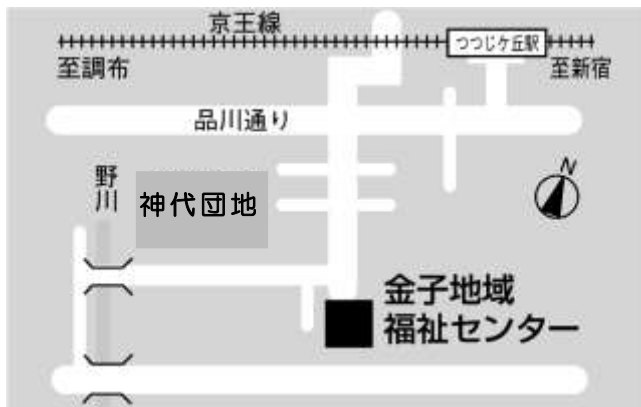 京王線
つつじケ丘駅
至調布
至新宿
品川通り
野川
神代団地
N
金子地域
福祉センター